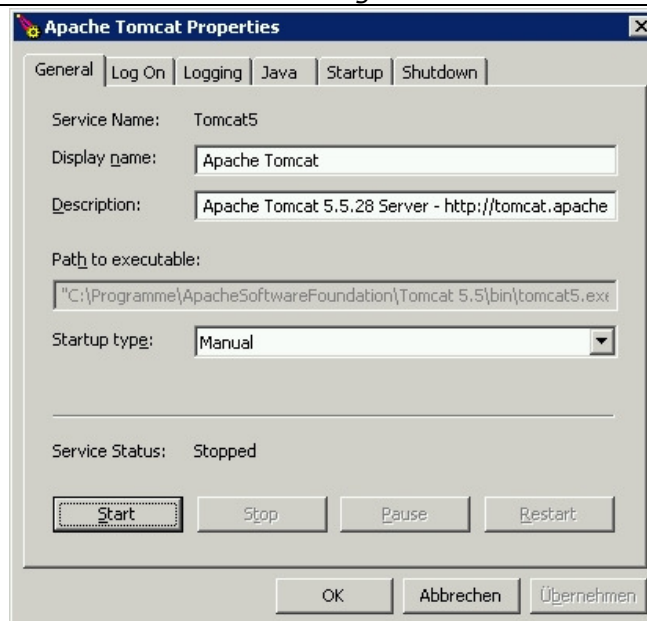 Apache Tomcat Properties
General Log On Logging Java Startup Shutdown
Service Name: Tomcat5
Display name: Apache Tomcat
Description: Apache Tomcat 5.5.28 Server - http://tomcat.apache
Path to executable:
"C:\Programme\ApacheSoftwareFoundation\Tomcat 5.5\bin\tomcat5.exe
Startup type: Manual
Service Status: Stopped
Start Stop Pause Restart
OK Abbrechen Übernehmen